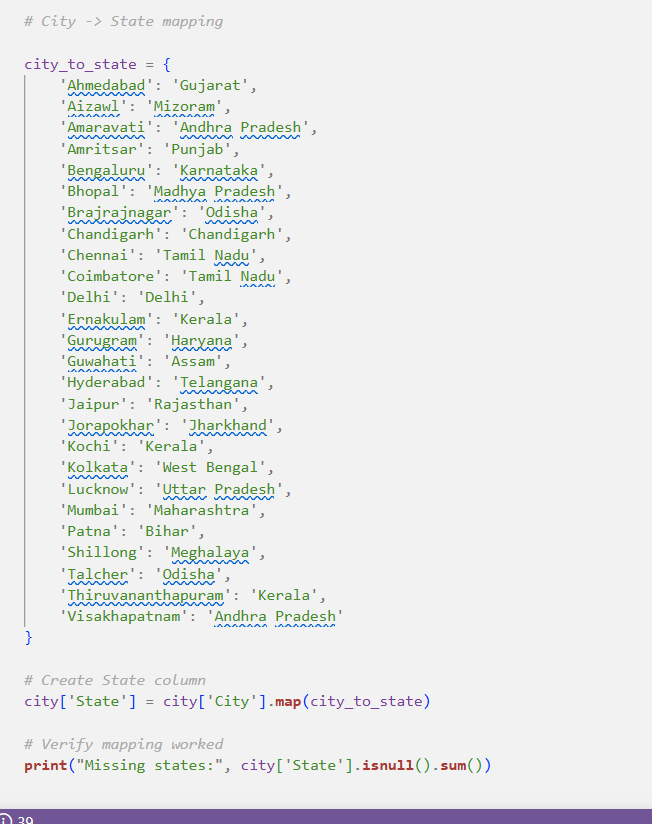 # City -> State mapping
city_to_state = {
'Ahmedabad': 'Gujarat',
'Aizawl': 'Mizoram',
'Amaravati': 'Andhra Pradesh',
'Amritsar': 'Punjab',
'Bengaluru': 'Karnataka',
'Bhopal': 'Madhya Pradesh',
'Brajrajnagar': 'Odisha',
'Chandigarh': 'Chandigarh',
'Chennai': 'Tamil Nadu',
'Coimbatore': 'Tamil Nadu',
'Delhi': 'Delhi',
'Ernakulam': 'Kerala',
'Gurugram': 'Haryana',
'Guwahati': 'Assam',
'Hyderabad': 'Telangana',
'Jaipur': 'Rajasthan',
'Jorapokhar': 'Jharkhand',
'Kochi': 'Kerala',
'Kolkata': 'West Bengal',
'Lucknow': 'Uttar Pradesh',
'Mumbai': 'Maharashtra',
'Patna': 'Bihar',
'Shillong': 'Meghalaya',
'Talcher': 'Odisha',
'Thiruvananthapuram': 'Kerala',
'Visakhapatnam': 'Andhra Pradesh'
}
# Create State column
city['State'] = city['City'].map(city_to_state)
# Verify mapping worked
print("Missing states:", city['State'].isnull().sum())
39